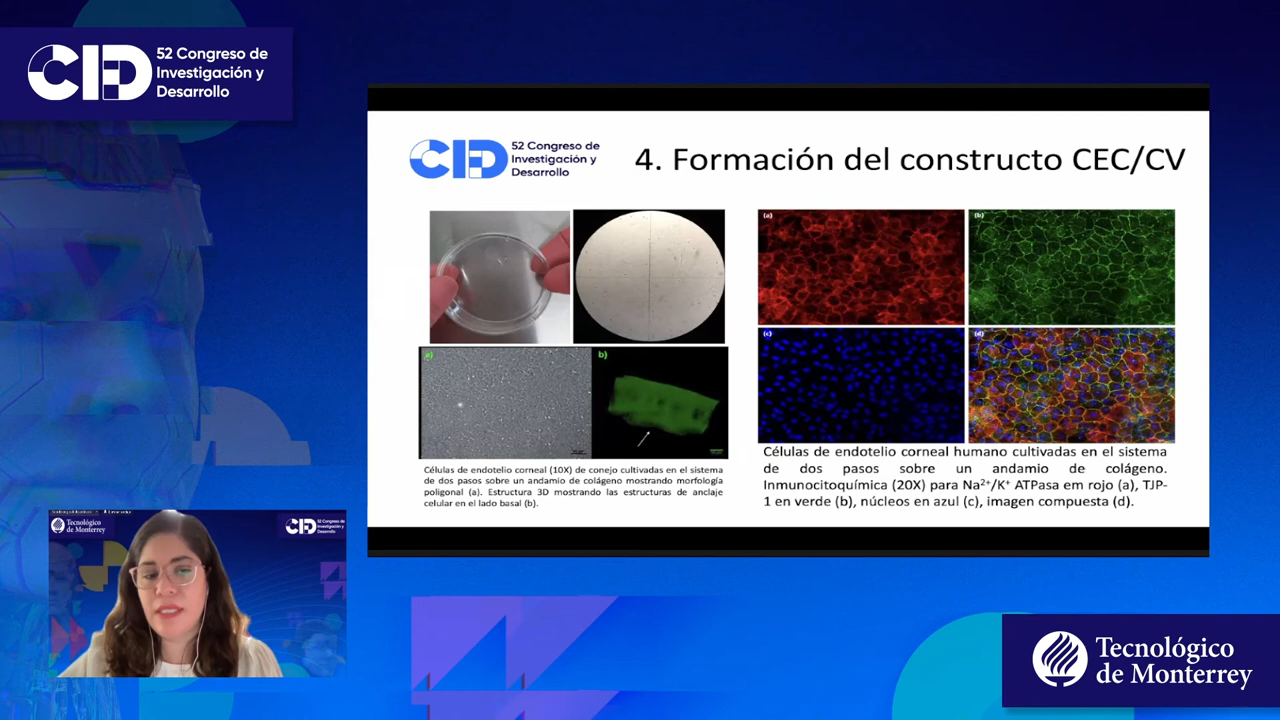 CID
52 Congreso de
Investigación y
Desarrollo
CID
52 Congreso de
Investigación y
Desarrollo
4. Formación del constructo CEC/CV
a)
b)
Células de endotelio corneal (10X) de conejo cultivadas en el sistema
de dos pasos sobre un andamio de colágeno mostrando morfología
poligonal (a). Estructura 3D mostrando las estructuras de anclaje
celular en el lado basal (b).
(a)
(b)
(c)
(d)
Células de endotelio corneal humano cultivadas en el sistema
de dos pasos sobre un andamio de colágeno.
Inmunocitoquímica (20X) para Na²⁺/K⁺ ATPasa em rojo (a), TJP-
1 en verde (b), núcleos en azul (c), imagen compuesta (d).
Tecnológico
de Monterrey
CID
52 Congreso de
Investigación y
Desarrollo
Tecnológico
de Monterrey